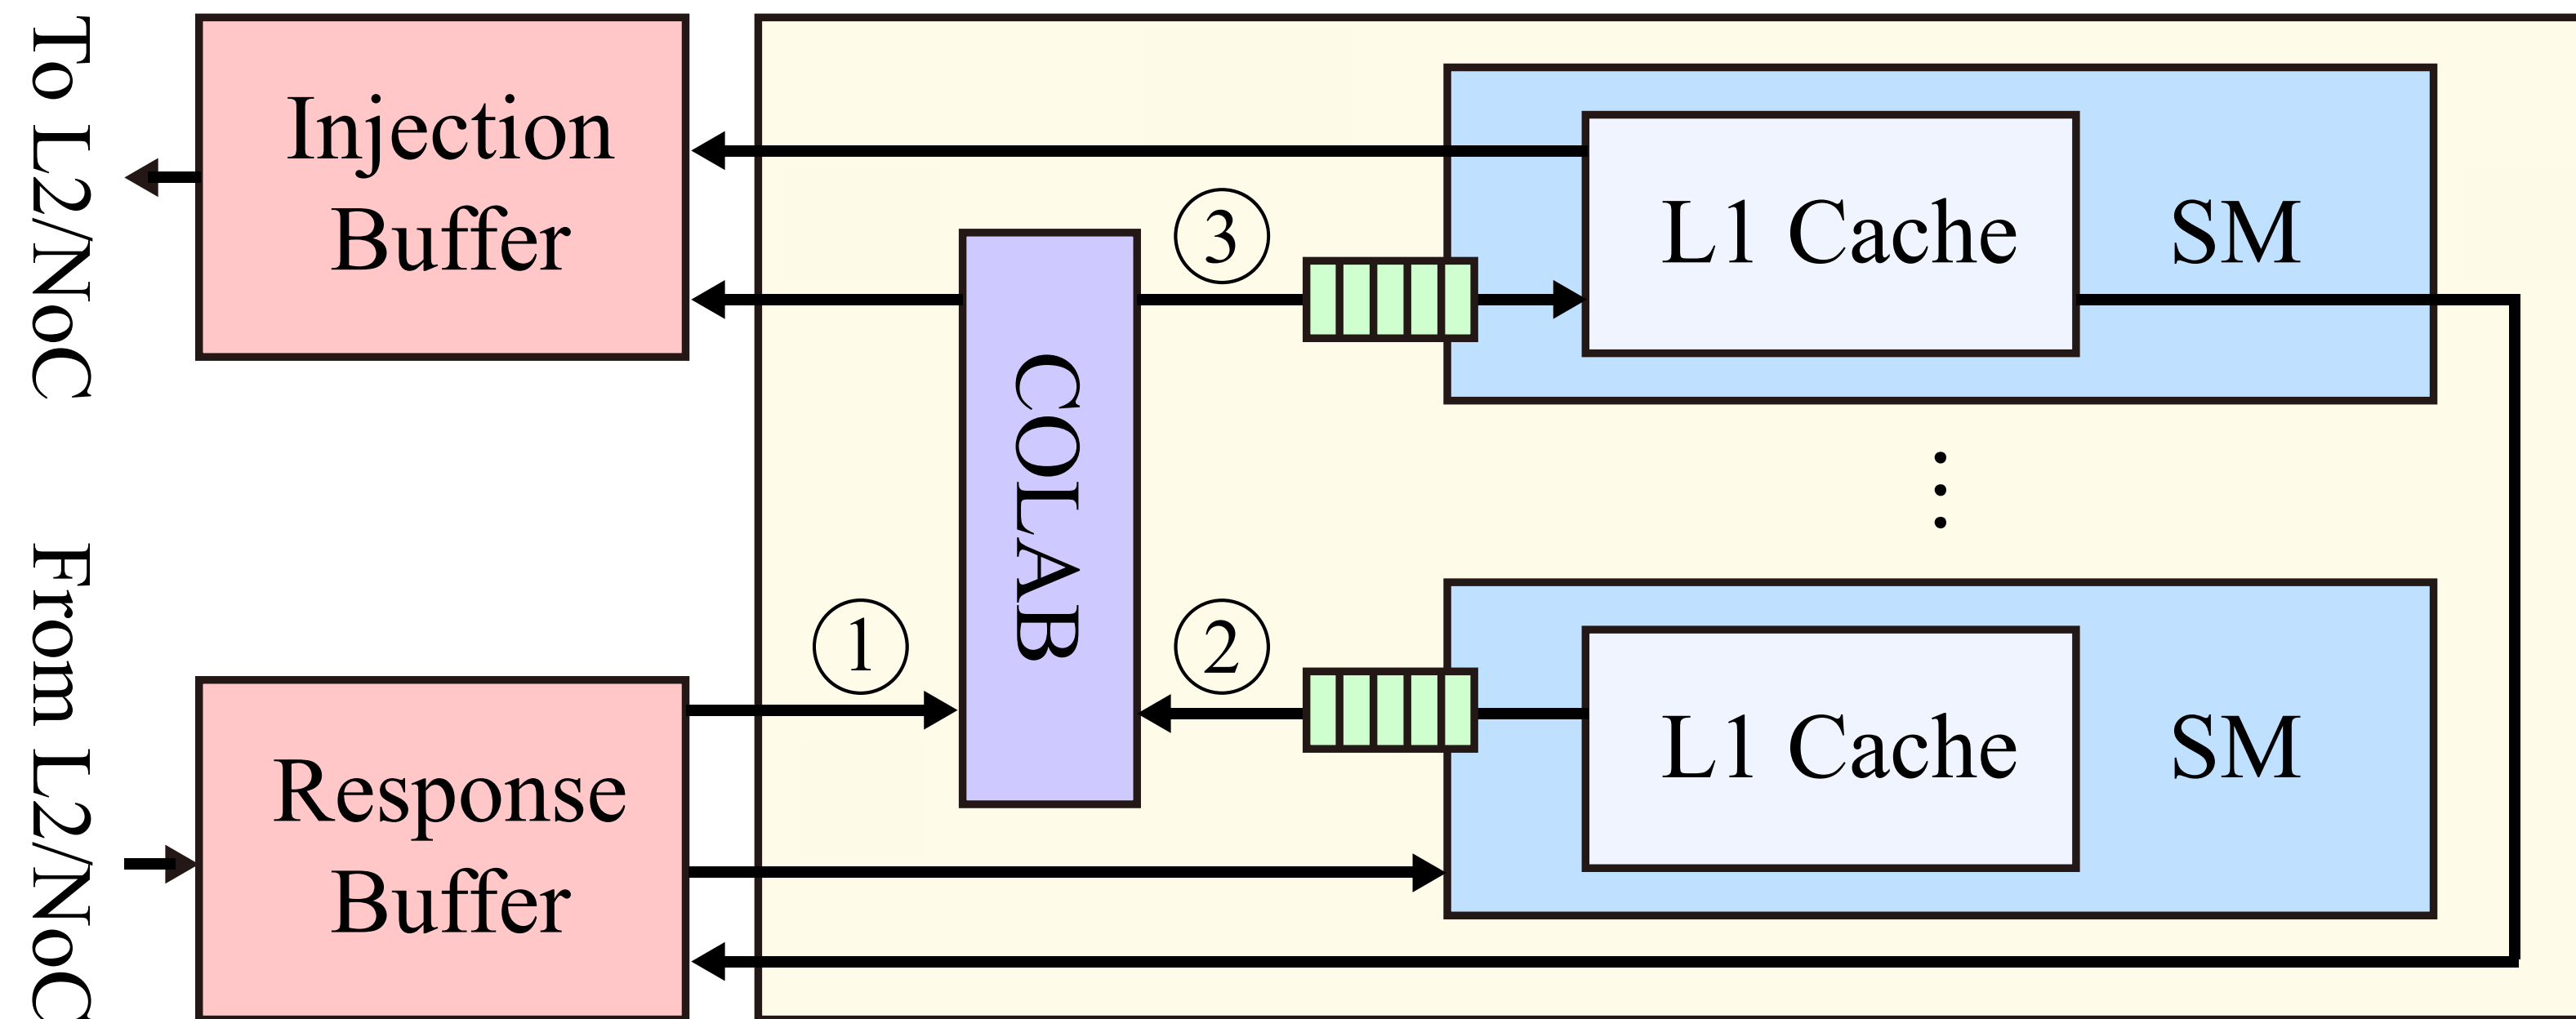 To L2/NoC
Injection
Buffer
L1 Cache
SM
③
COLAB
①
②
From L2/NoC
Response
Buffer
L1 Cache
SM